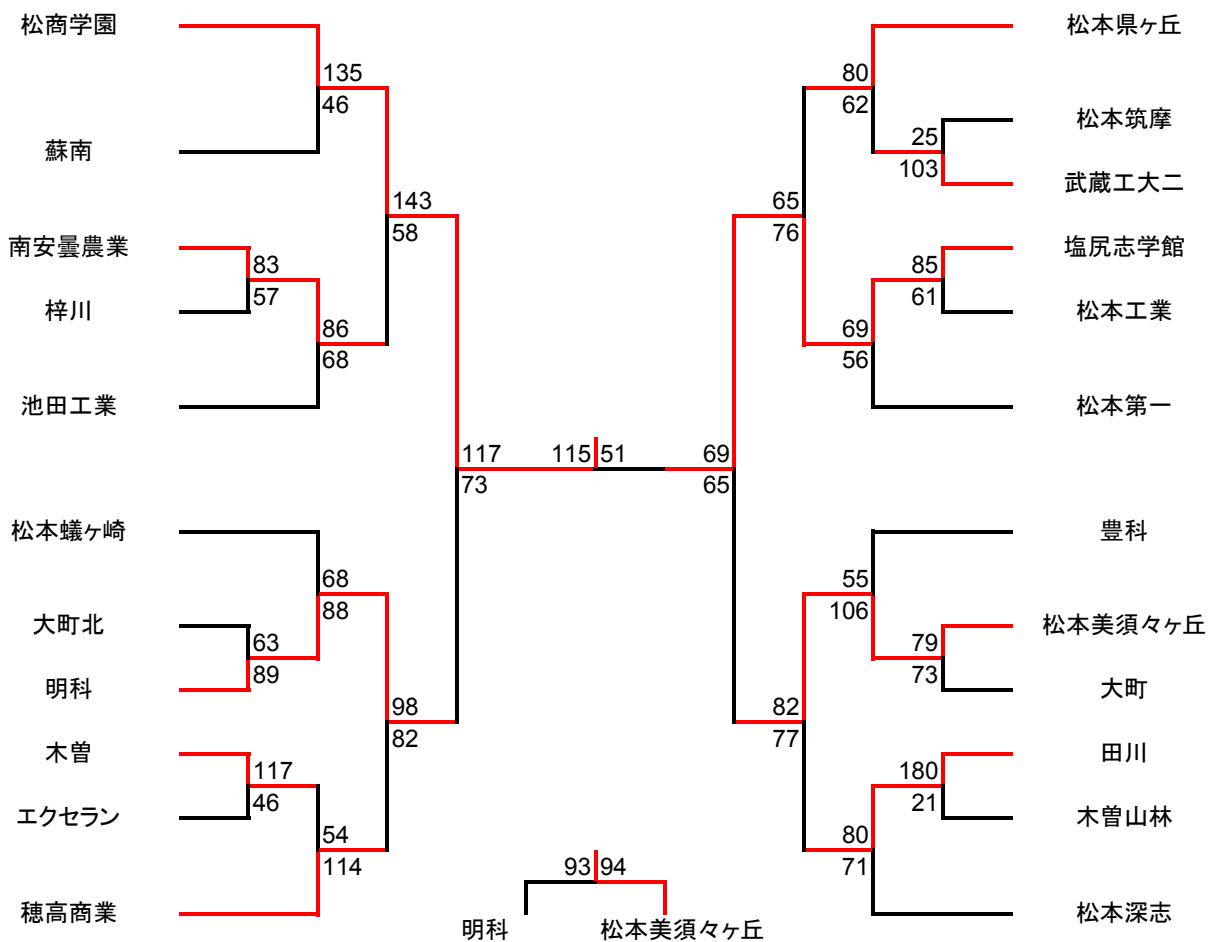 松商学園
135
46
蘇南
143
58
南安曇農業
83
57
梓川
86
68
池田工業
117
73
松本蟻ヶ崎
68
88
大町北
63
89
明科
98
82
木曽
117
46
エクセラン
54
114
穂高商業
115
51
松本県ヶ丘
80
62
松本筑摩
25
103
武蔵工大二
65
76
塩尻志学館
85
61
松本工業
69
56
松本第一
69
65
豊科
55
106
松本美須々ヶ丘
79
73
大町
82
77
田川
180
21
木曽山林
80
71
松本深志
93
94
明科
松本美須々ヶ丘